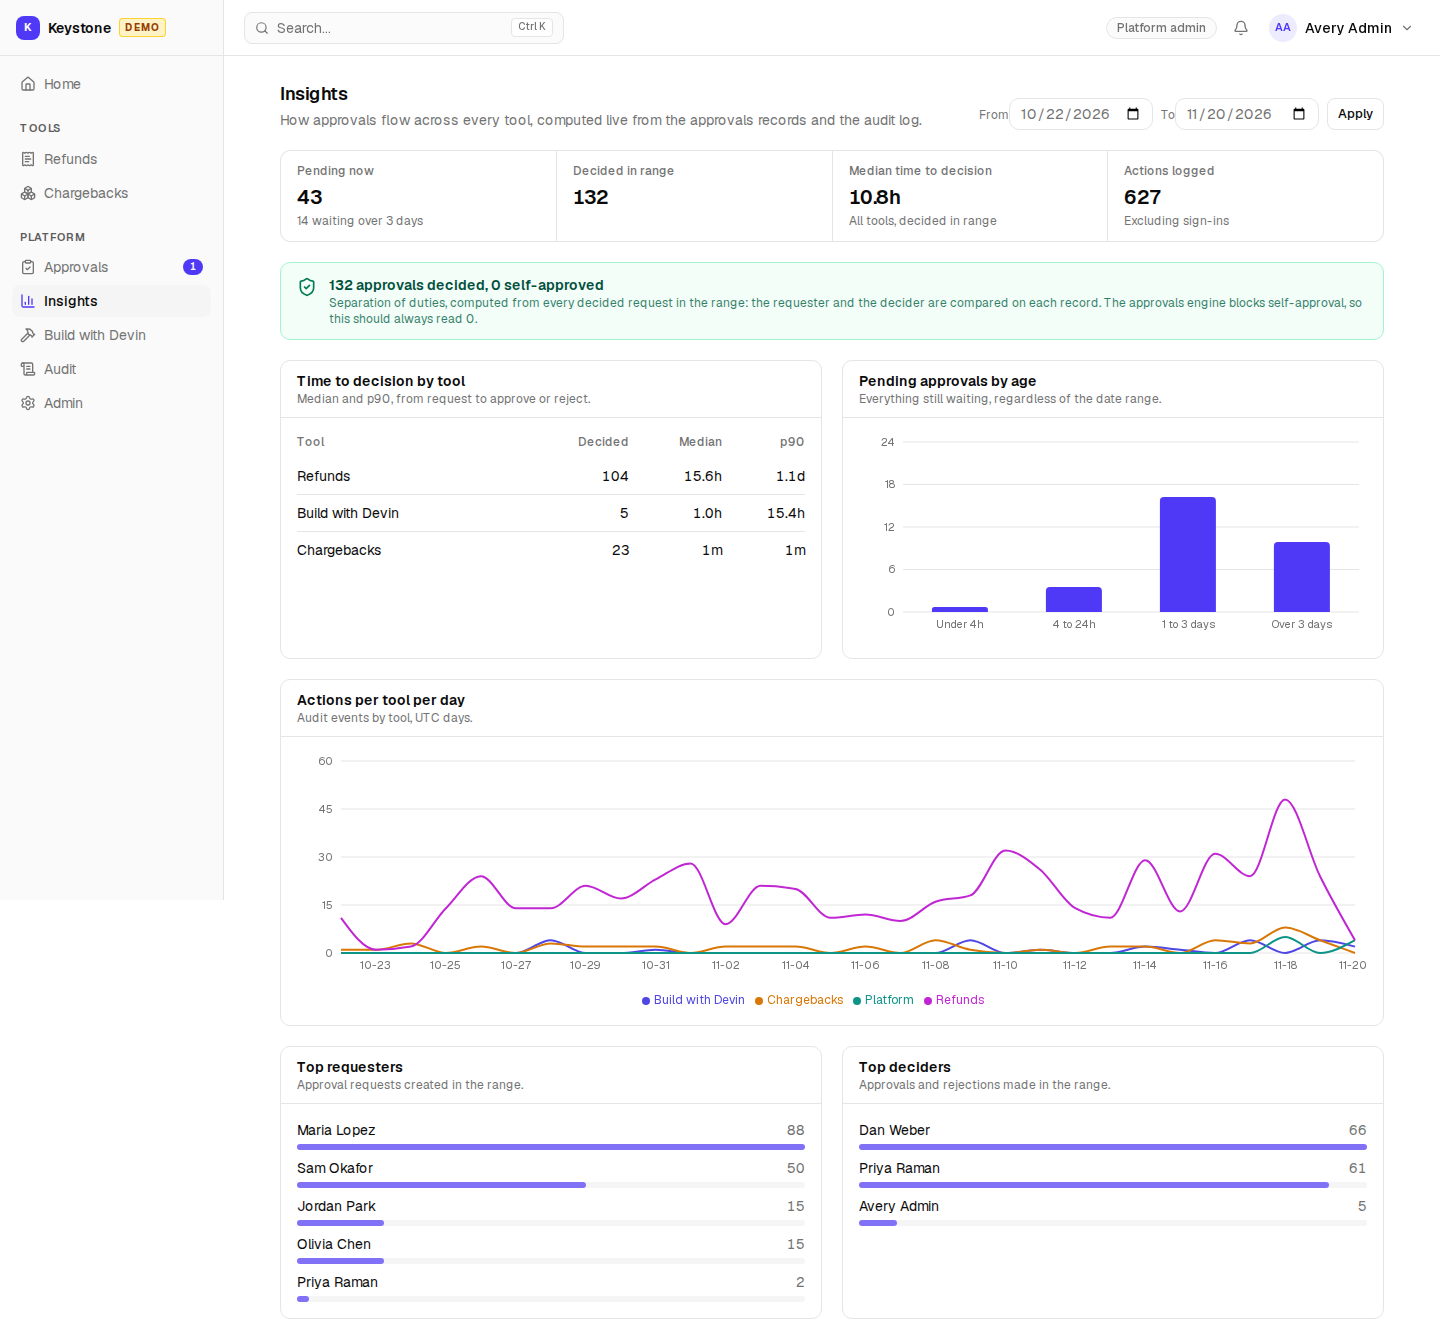 K Keystone DEMO
Search... Ctrl K
Platform admin
AA Avery Admin
Home
TOOLS
Refunds
Chargebacks
PLATFORM
Approvals 1
Insights
Build with Devin
Audit
Admin
Insights
How approvals flow across every tool, computed live from the approvals records and the audit log.
From 10/22/2026 To 11/20/2026 Apply
Pending now
43
14 waiting over 3 days
Decided in range
132
Median time to decision
10.8h
All tools, decided in range
Actions logged
627
Excluding sign-ins
132 approvals decided, 0 self-approved
Separation of duties, computed from every decided request in the range: the requester and the decider are compared on each record. The approvals engine blocks self-approval, so
this should always read 0.
Time to decision by tool
Median and p90, from request to approve or reject.
Tool Decided Median p90
Refunds 104 15.6h 1.1d
Build with Devin 5 1.0h 15.4h
Chargebacks 23 1m 1m
Pending approvals by age
Everything still waiting, regardless of the date range.
24
18
12
6
0
Under 4h 4 to 24h 1 to 3 days Over 3 days
Actions per tool per day
Audit events by tool, UTC days.
60
45
30
15
0
10-23 10-25 10-27 10-29 10-31 11-02 11-04 11-06 11-08 11-10 11-12 11-14 11-16 11-18 11-20
Build with Devin Chargebacks Platform Refunds
Top requesters
Approval requests created in the range.
Maria Lopez 88
Sam Okafor 50
Jordan Park 15
Olivia Chen 15
Priya Raman 2
Top deciders
Approvals and rejections made in the range.
Dan Weber 66
Priya Raman 61
Avery Admin 5